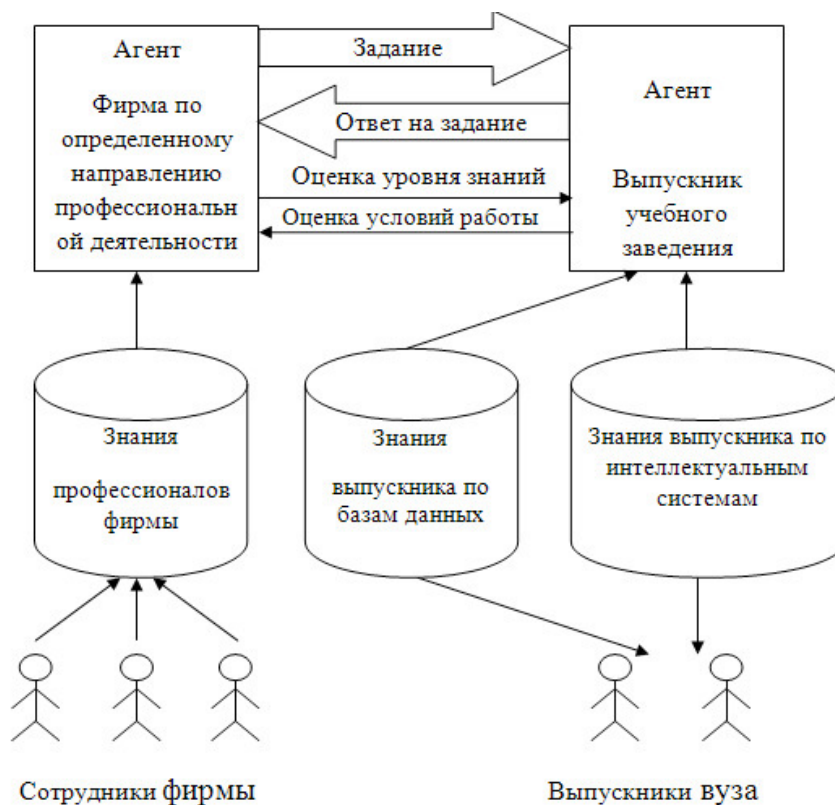 Агент
Фирма по
определенному
направлению
профессиональн
ой деятельности
Задание
Ответ на задание
Оценка уровня знаний
Оценка условий работы
Агент
Выпускник
учебного
заведения
Знания
профессионалов
фирмы
Знания
выпускника по
базам данных
Знания выпускника по
интеллектуальным
системам
Сотрудники фирмы
Выпускники вуза